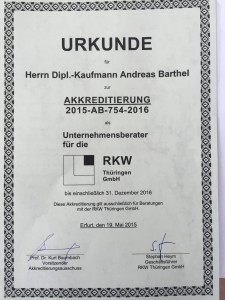 URKUNDE
für
Herrn Dipl.-Kaufmann Andreas Barthel
zur
AKKREDITIERUNG
2015-AB-754-2016
als
Unternehmensberater
für die
RKW
Thüringen
GmbH
bis einschließlich 31. Dezember 2016
Diese Akkreditierung gilt ausschließlich für Beratungen
mit der RKW Thüringen GmbH
Erfurt, den 19. Mai 2015
Prof. Dr. Kurt Baumbach
Vorsitzender
Akkreditierungsausschuss
Stephan Heym
Geschäftsführer
RKW Thüringen GmbH